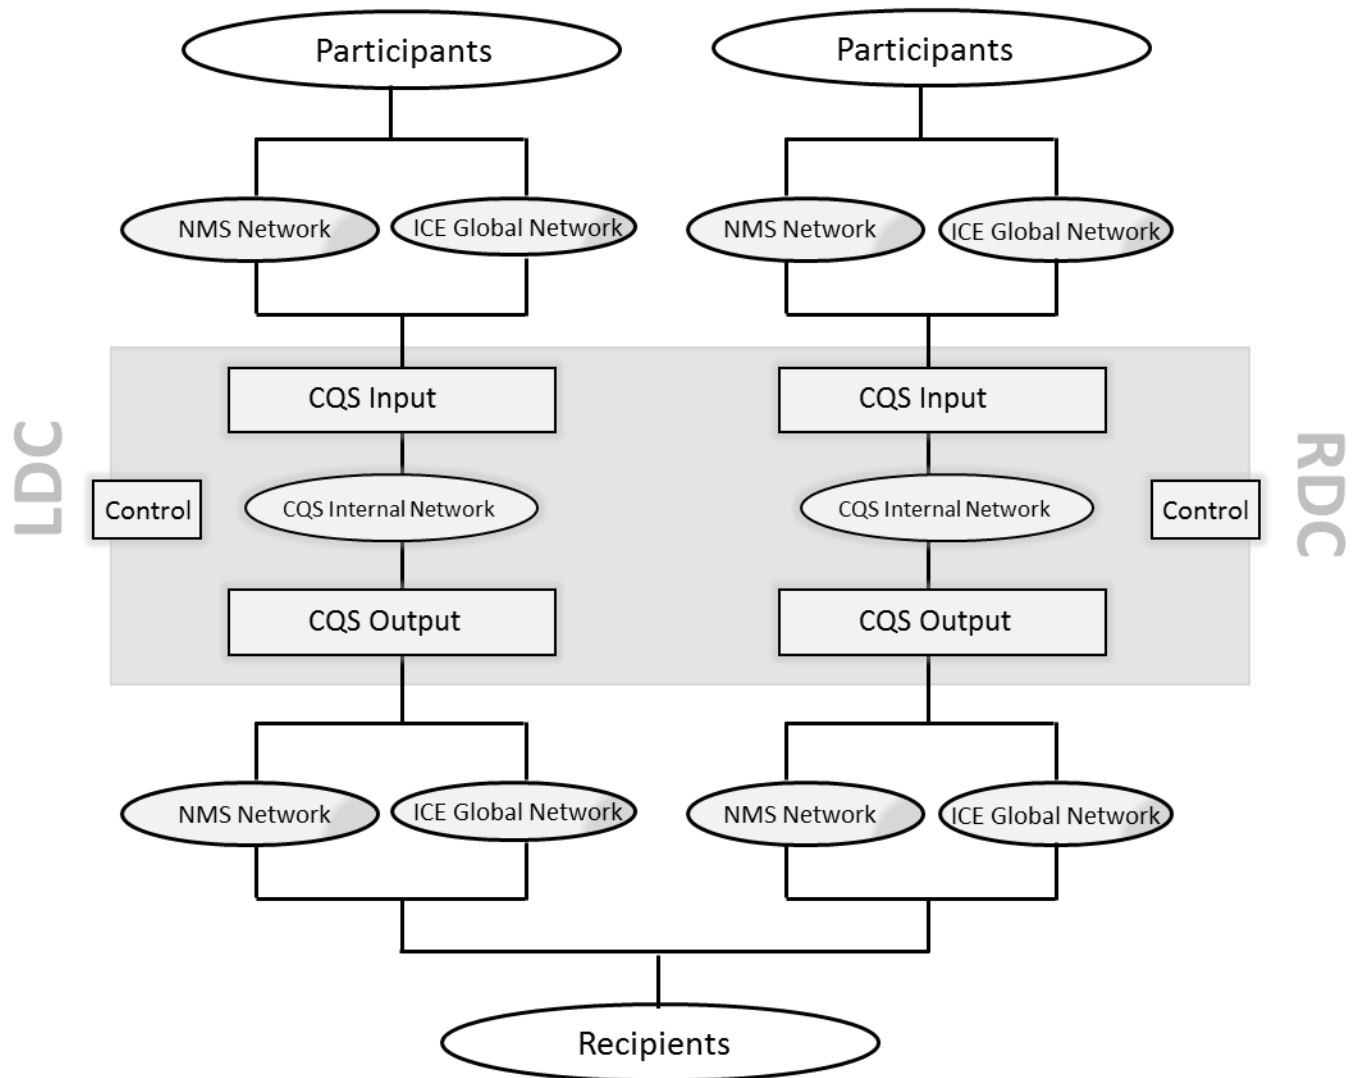 Participants
Participants
NMS Network
ICE Global Network
NMS Network
ICE Global Network
CQS Input
CQS Input
LDC
Control
CQS Internal Network
CQS Internal Network
Control
RDC
CQS Output
CQS Output
NMS Network
ICE Global Network
NMS Network
ICE Global Network
Recipients